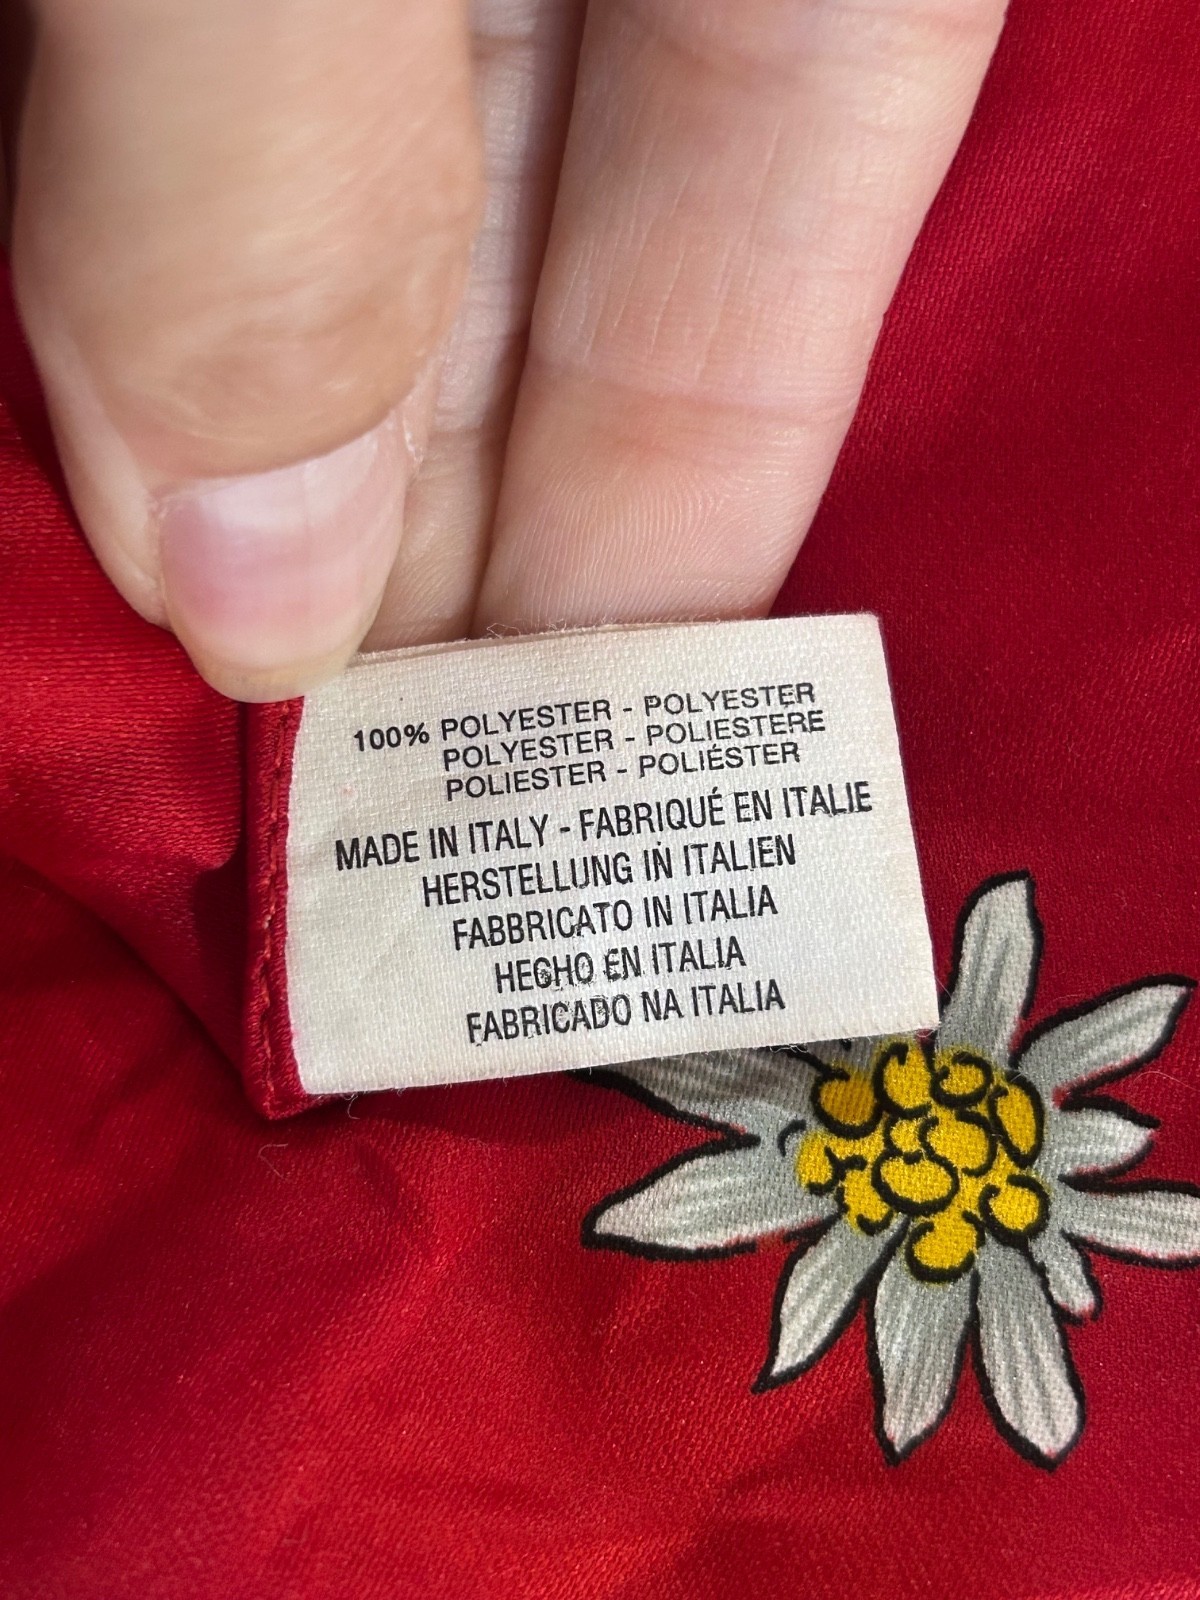 100% POLYESTER - POLYESTER
POLYESTER - POLIESTERE
POLIESTER - POLIÉSTER
MADE IN ITALY - FABRIQUÉ EN ITALIE
HERSTELLUNG IN ITALIEN
FABBRICATO IN ITALIA
HECHO EN ITALIA
FABRICADO NA ITALIA